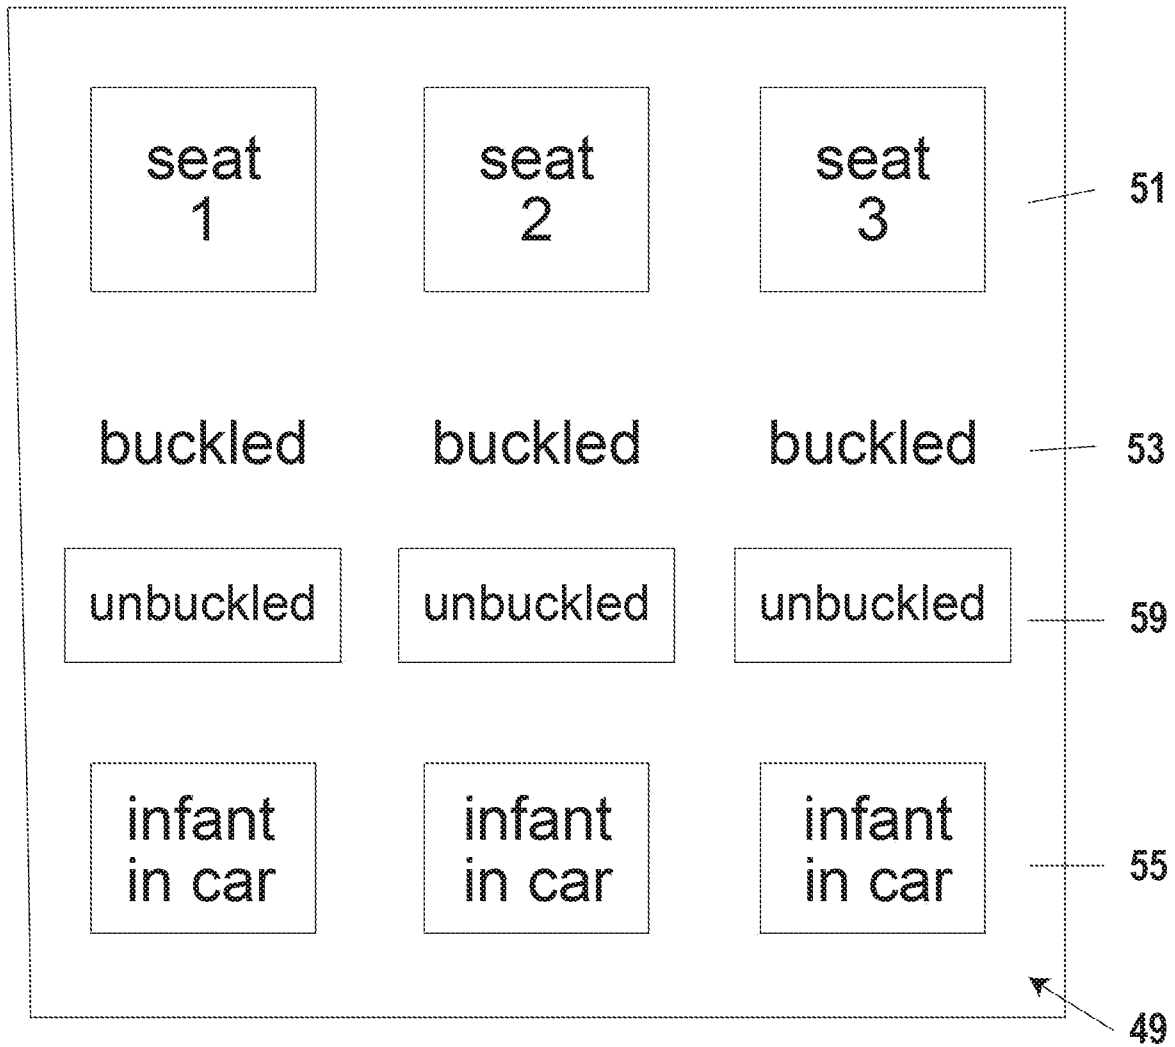 seat seat seat
1 2 3 51
buckled buckled buckled 53
unbuckled unbuckled unbuckled 59
infant infant infant
in car in car in car 55
49